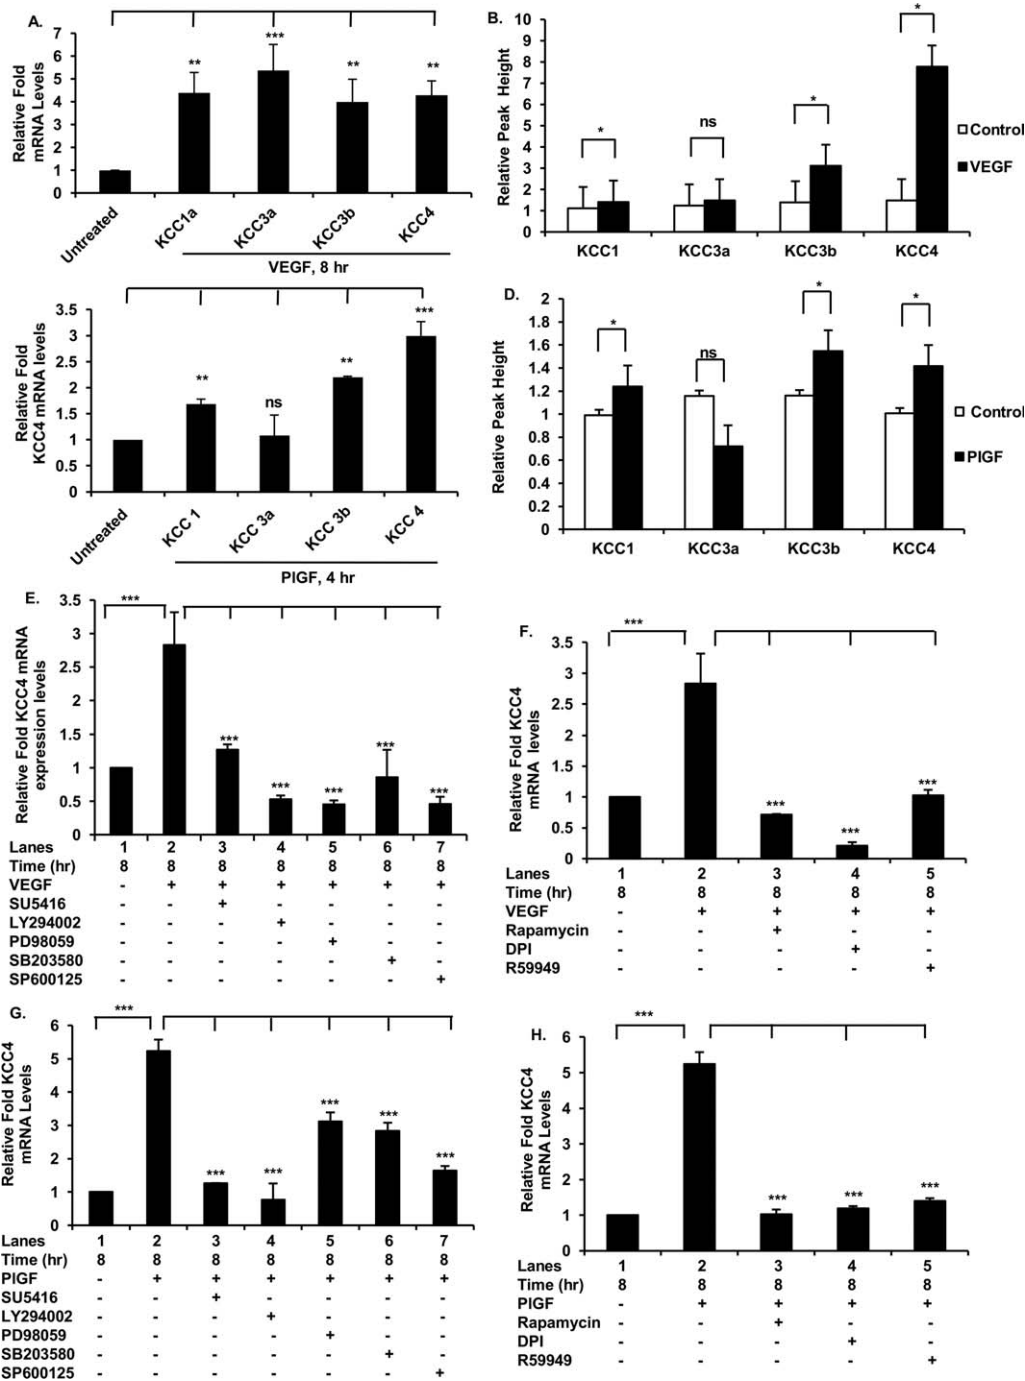 A.
Relative Fold
mRNA Levels
7
6
5
4
3
2
1
0
**
***
**
**
Untreated
KCC1a
KCC3a
KCC3b
KCC4
VEGF, 8 hr
B.
Relative Peak Height
10
9
8
7
6
5
4
3
2
1
0
*
ns
*
*
Control
VEGF
KCC1
KCC3a
KCC3b
KCC4
Relative Fold
KCC4 mRNA levels
3.5
3
2.5
2
1.5
1
0.5
0
**
ns
**
***
Untreated
KCC 1
KCC 3a
KCC 3b
KCC 4
PIGF, 4 hr
D.
Relative Peak Height
2
1.8
1.6
1.4
1.2
1
0.8
0.6
0.4
0.2
0
*
ns
*
*
Control
PIGF
KCC1
KCC3a
KCC3b
KCC4
E.
Relative Fold KCC4 mRNA
expression levels
3.5
3
2.5
2
1.5
1
0.5
0
***
***
***
***
***
***
Lanes 1 2 3 4 5 6 7
Time (hr) 8 8 8 8 8 8 8
VEGF - + + + + + +
SU5416 - - + - - - -
LY294002 - - - + - - -
PD98059 - - - - + - -
SB203580 - - - - - + -
SP600125 - - - - - - +
F.
Relative Fold KCC4
mRNA levels
3.5
3
2.5
2
1.5
1
0.5
0
***
***
***
***
Lanes 1 2 3 4 5
Time (hr) 8 8 8 8 8
VEGF - + + + +
Rapamycin - - + - -
DPI - - - + -
R59949 - - - - +
G.
Relative Fold KCC4
mRNA Levels
6
5
4
3
2
1
0
***
***
***
***
***
***
Lanes 1 2 3 4 5 6 7
Time (hr) 8 8 8 8 8 8 8
PIGF - + + + + + +
SU5416 - - + - - - -
LY294002 - - - + - - -
PD98059 - - - - + - -
SB203580 - - - - - + -
SP600125 - - - - - - +
H.
Relative Fold KCC4
mRNA Levels
6
5
4
3
2
1
0
***
***
***
***
Lanes 1 2 3 4 5
Time (hr) 8 8 8 8 8
PIGF - + + + +
Rapamycin - - + - -
DPI - - - + -
R59949 - - - - +